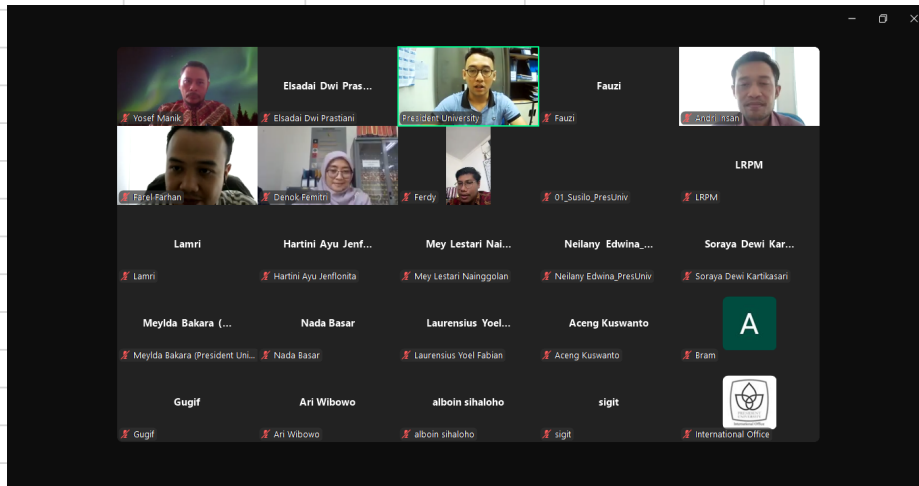 Yosef Manik
Elsadai Dwi Pras...
Elsadai Dwi Prastiani
President University
Fauzi
Fauzi
Andri Insan
Farel Farhan
Denok Femitri
Ferdy
01_Susilo_PresUniv
LRPM
LRPM
Lamri
Lamri
Hartini Ayu Jenf...
Hartini Ayu Jenflonita
Mey Lestari Nai...
Mey Lestari Nainggolan
Neilany Edwina_...
Neilany Edwina_PresUniv
Soraya Dewi Kar...
Soraya Dewi Kartikasari
Meylda Bakara (...
Meylda Bakara (President Uni...
Nada Basar
Nada Basar
Laurensius Yoel...
Laurensius Yoel Fabian
Aceng Kuswanto
Aceng Kuswanto
A
Bram
Gugif
Gugif
Ari Wibowo
Ari Wibowo
alboin sihaloho
alboin sihaloho
sigit
sigit
International Office